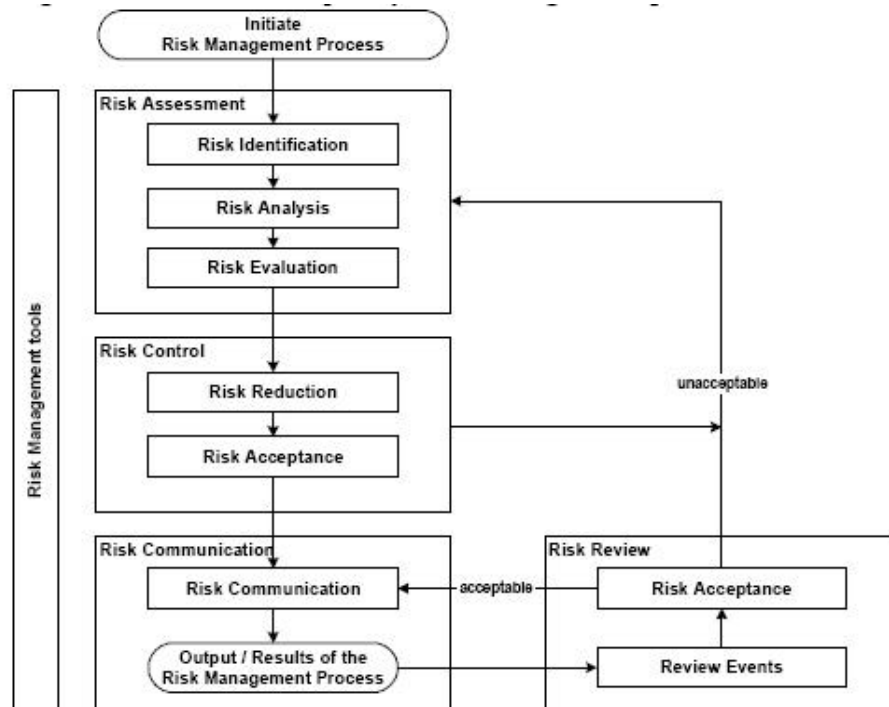 Initiate
Risk Management Process
Risk Management tools
Risk Assessment
Risk Identification
Risk Analysis
Risk Evaluation
Risk Control
Risk Reduction
Risk Acceptance
unacceptable
Risk Communication
Risk Communication
Output / Results of the
Risk Management Process
acceptable
Risk Review
Risk Acceptance
Review Events